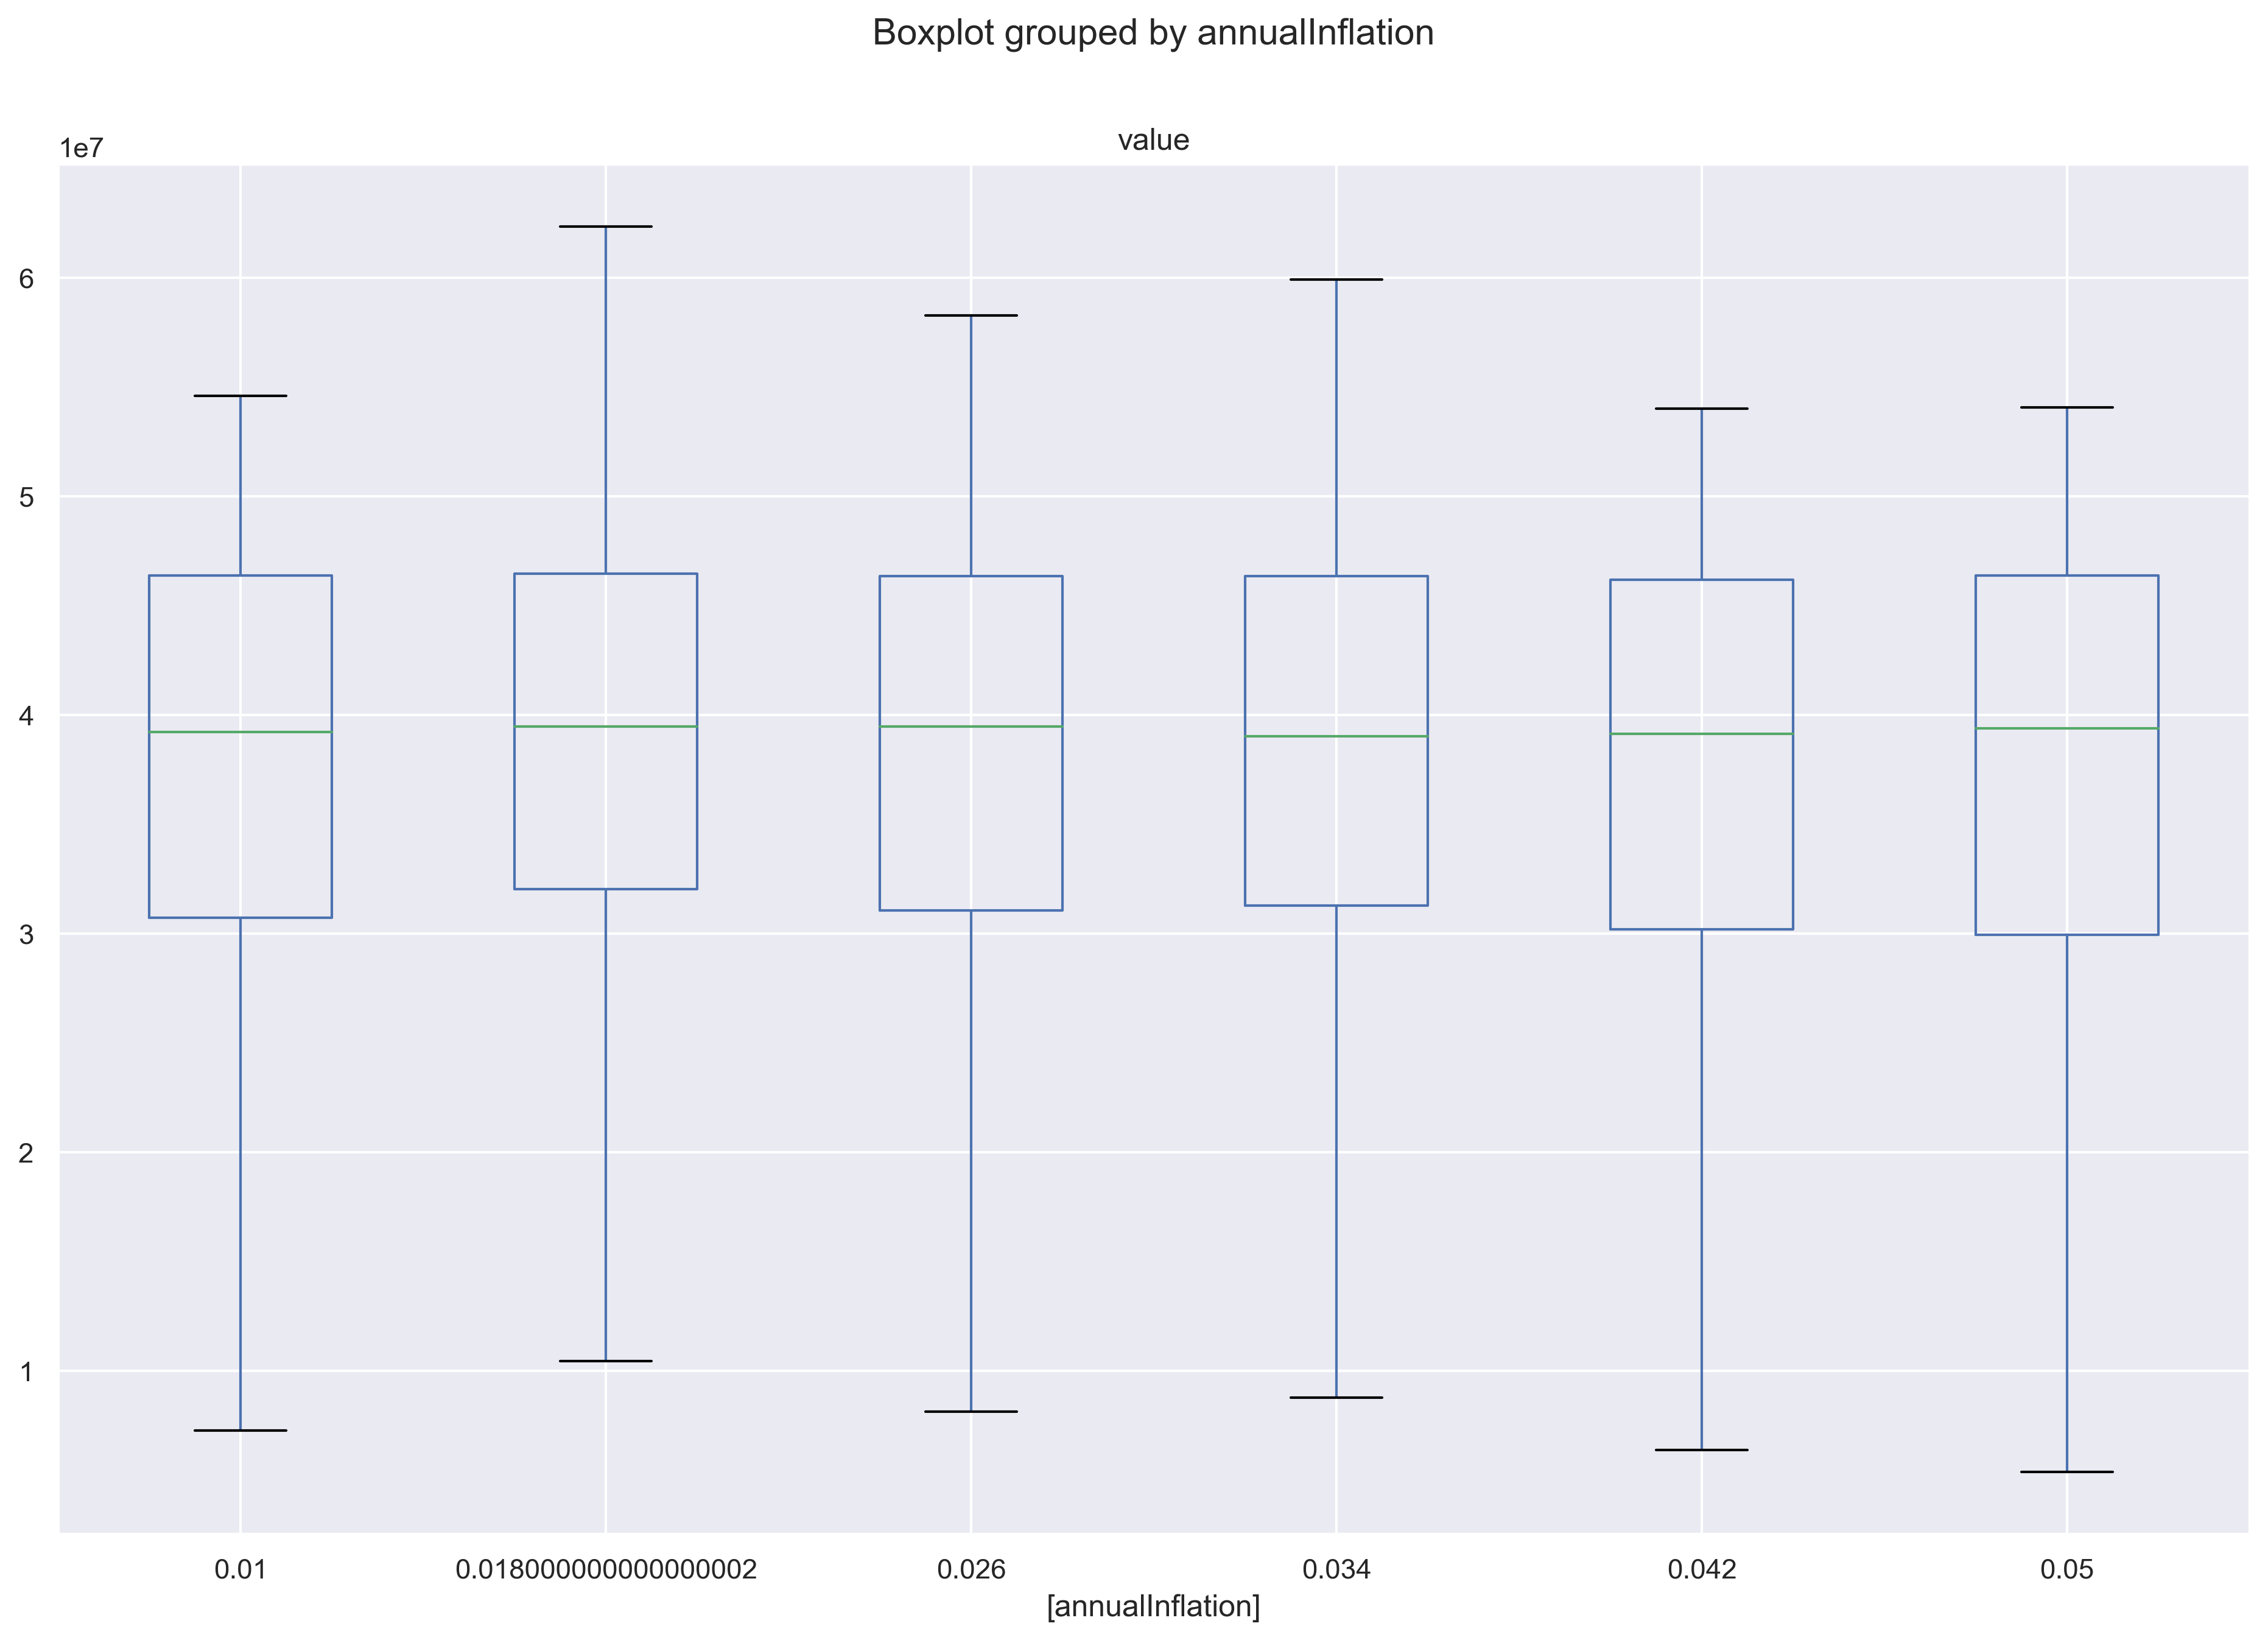 Boxplot grouped by annualInflation
value
1e7
6
5
4
3
2
1
0.01 0.018000000000000002 0.026 0.034 0.042 0.05
[annualInflation]